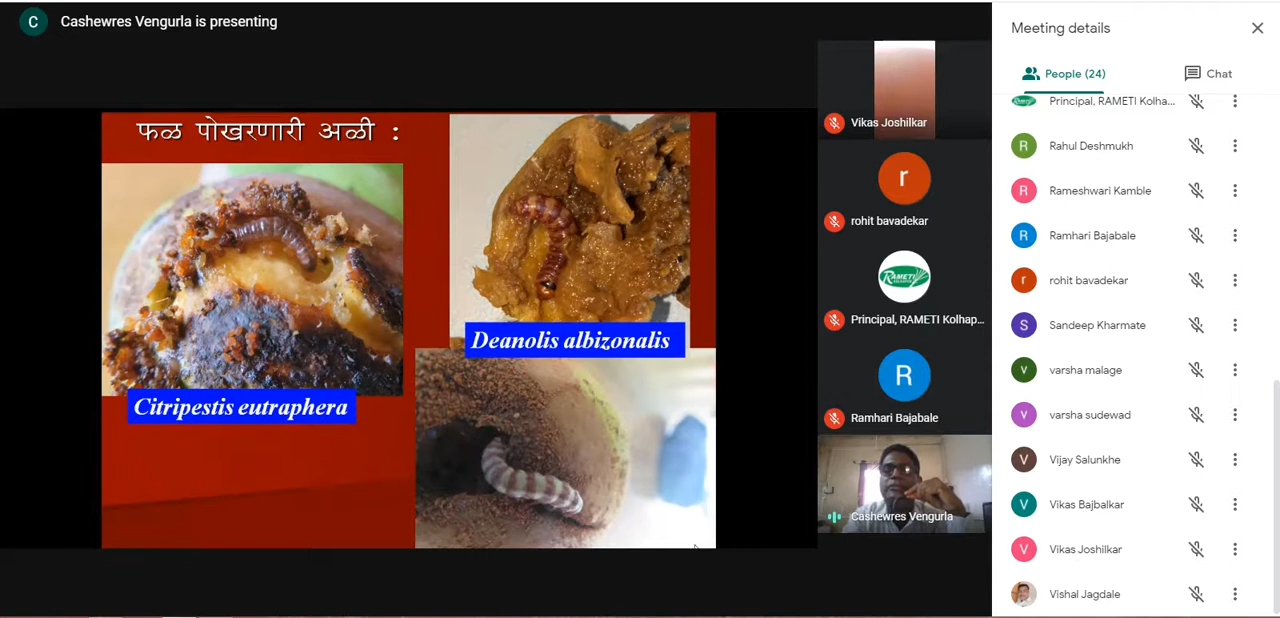 C
Cashewres Vengurla is presenting
फळ पोखरणारी अळी :
Citripestis eutraphera
Deanolis albizonalis
Vikas Joshilkar
r
rohit bavadekar
RAMETI
Principal, RAMETI Kolhap...
R
Ramhari Bajabale
Cashewres Vengurla
Meeting details
People (24)
Chat
Principal, RAMETI Kolha...
R Rahul Deshmukh
R Rameshwari Kamble
R Ramhari Bajabale
r rohit bavadekar
S Sandeep Kharmate
v varsha malage
v varsha sudewad
V Vijay Salunkhe
V Vikas Bajbalkar
V Vikas Joshilkar
Vishal Jagdale